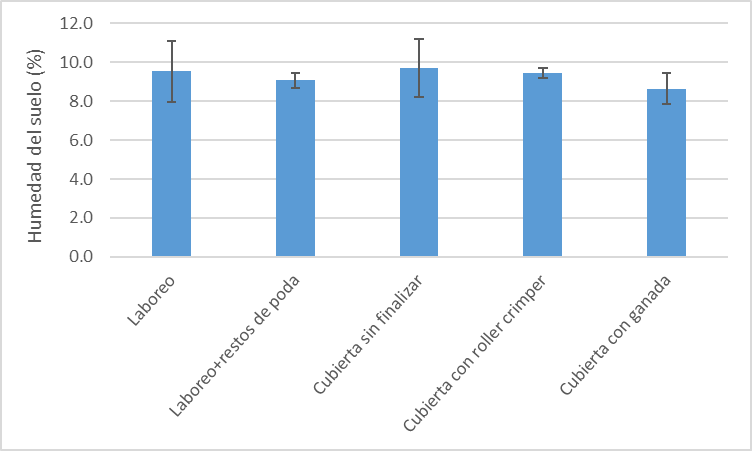 12.0
10.0
8.0
6.0
4.0
2.0
0.0
Humedad del suelo (%)
Laboreo
Laboreo+restos de poda
Cubierta sin finalizar
Cubierta con roller crimper
Cubierta con ganada